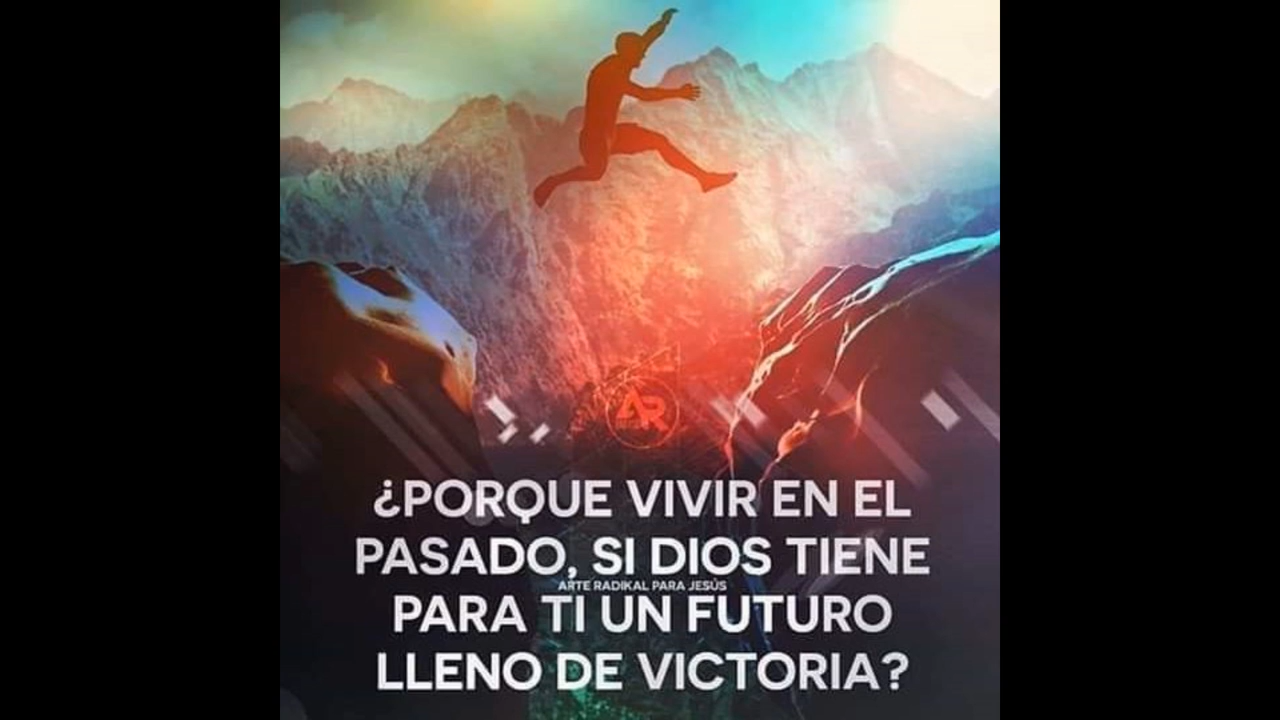 AR
¿PORQUE VIVIR EN EL
PASADO, SI DIOS TIENE
ARTE RADIKAL PARA JESÚS
PARA TI UN FUTURO
LLENO DE VICTORIA?